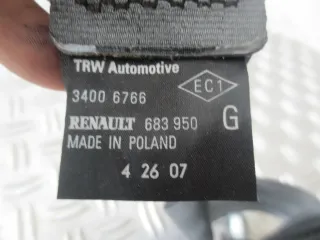 TRW Automotive
3400 6766 EC1
RENAULT 683 950 G
MADE IN POLAND
4 26 07